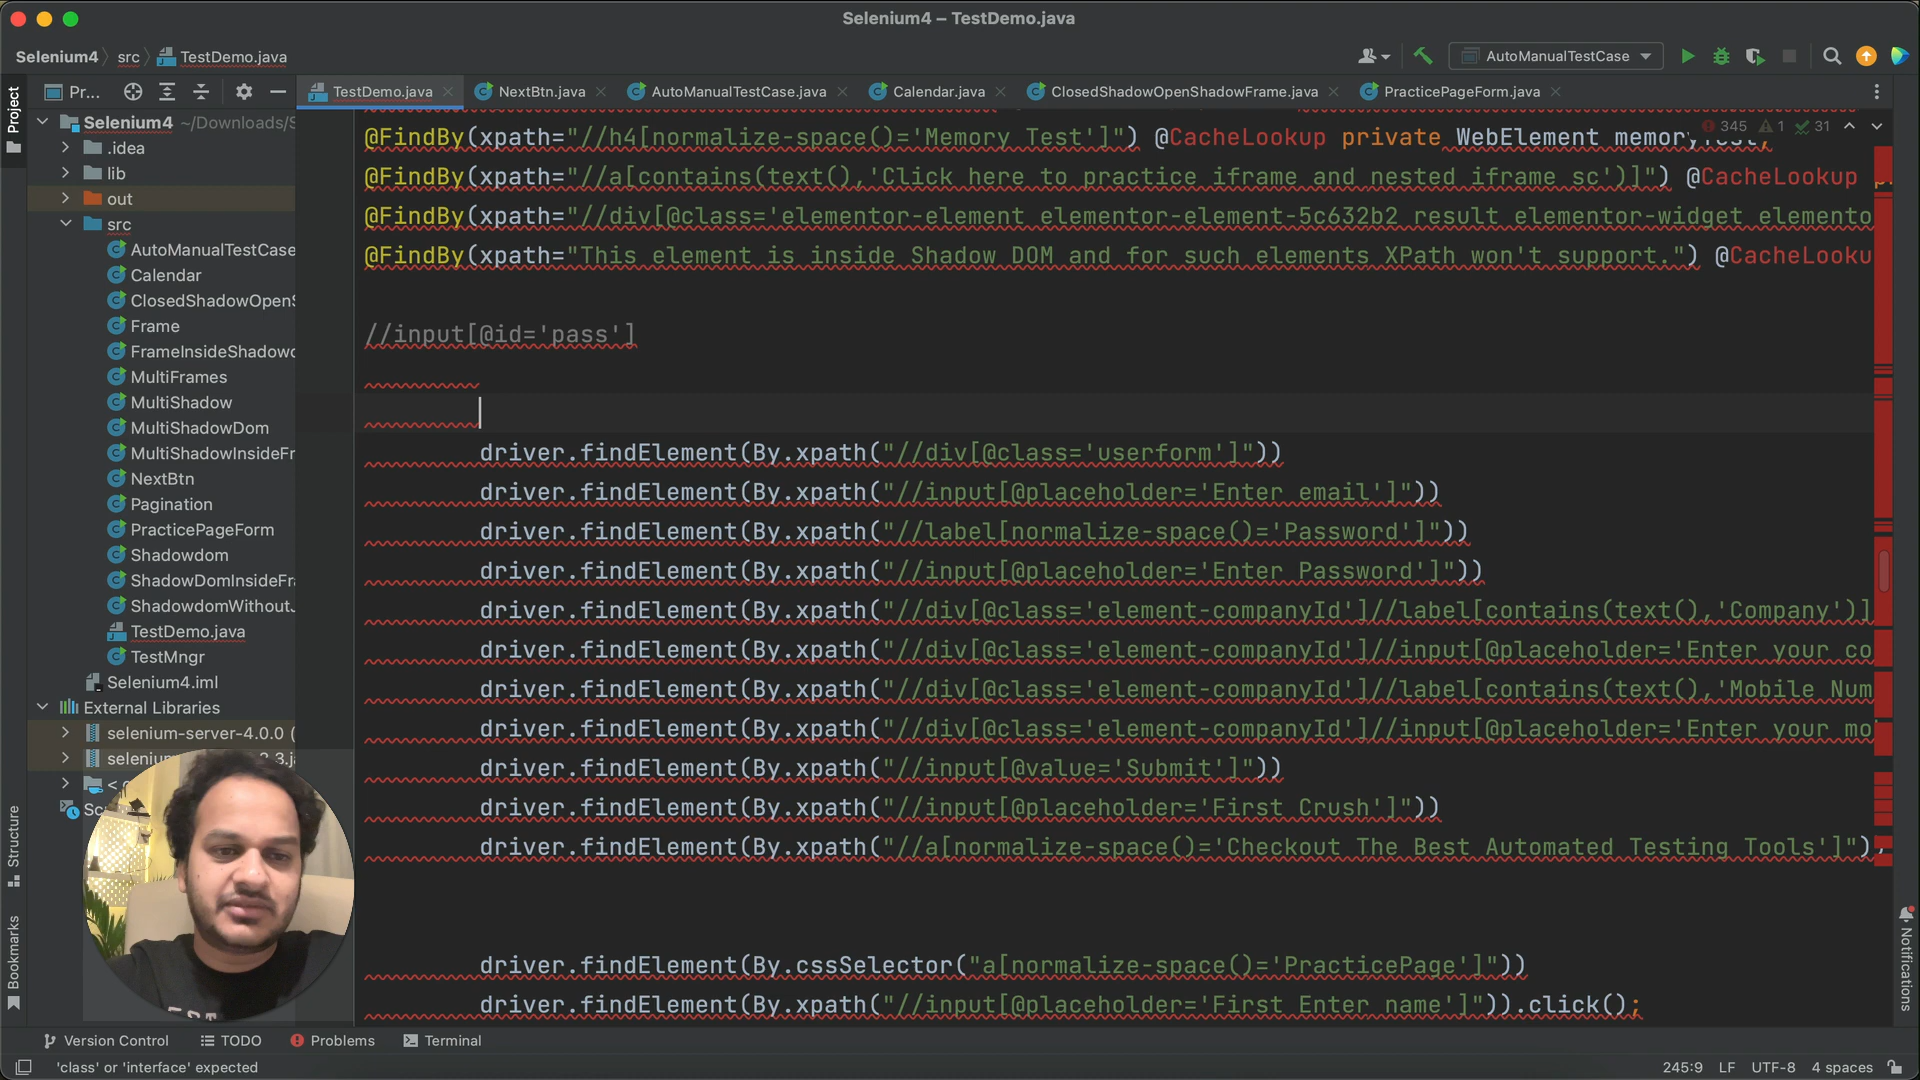 Selenium4 – TestDemo.java
Selenium4 src TestDemo.java
AutoManualTestCase
Project
Pr...
TestDemo.java
NextBtn.java
AutoManualTestCase.java
Calendar.java
ClosedShadowOpenShadowFrame.java
PracticePageForm.java
345 1 31
Selenium4 ~/Downloads/S
.idea
lib
out
src
AutoManualTestCase
Calendar
ClosedShadowOpenS
Frame
FrameInsideShadow
MultiFrames
MultiShadow
MultiShadowDom
MultiShadowInsideFr
NextBtn
Pagination
PracticePageForm
Shadowdom
ShadowDomInsideFra
ShadowdomWithout
TestDemo.java
TestMngr
Selenium4.iml
External Libraries
selenium-server-4.0.0 (
@FindBy(xpath="//h4[normalize-space()='Memory Test']") @CacheLookup private WebElement memoryTest;
@FindBy(xpath="//a[contains(text(),'Click here to practice iframe and nested iframe sc')]") @CacheLookup p
@FindBy(xpath="//div[@class='elementor-element elementor-element-5c632b2 result elementor-widget elemento
@FindBy(xpath="This element is inside Shadow DOM and for such elements XPath won't support.") @CacheLooku
//input[@id='pass']
driver.findElement(By.xpath("//div[@class='userform']"))
driver.findElement(By.xpath("//input[@placeholder='Enter email']"))
driver.findElement(By.xpath("//label[normalize-space()='Password']"))
driver.findElement(By.xpath("//input[@placeholder='Enter Password']"))
driver.findElement(By.xpath("//div[@class='element-companyId']//label[contains(text(),'Company')]
driver.findElement(By.xpath("//div[@class='element-companyId']//input[@placeholder='Enter your co
driver.findElement(By.xpath("//div[@class='element-companyId']//label[contains(text(),'Mobile Num
driver.findElement(By.xpath("//div[@class='element-companyId']//input[@placeholder='Enter your mo
driver.findElement(By.xpath("//input[@value='Submit']"))
driver.findElement(By.xpath("//input[@placeholder='First Crush']"))
driver.findElement(By.xpath("//a[normalize-space()='Checkout The Best Automated Testing Tools']")
driver.findElement(By.cssSelector("a[normalize-space()='PracticePage']"))
driver.findElement(By.xpath("//input[@placeholder='First Enter name']")).click();
Structure
Bookmarks
Notifications
Version Control
TODO
Problems
Terminal
'class' or 'interface' expected
245:9 LF UTF-8 4 spaces